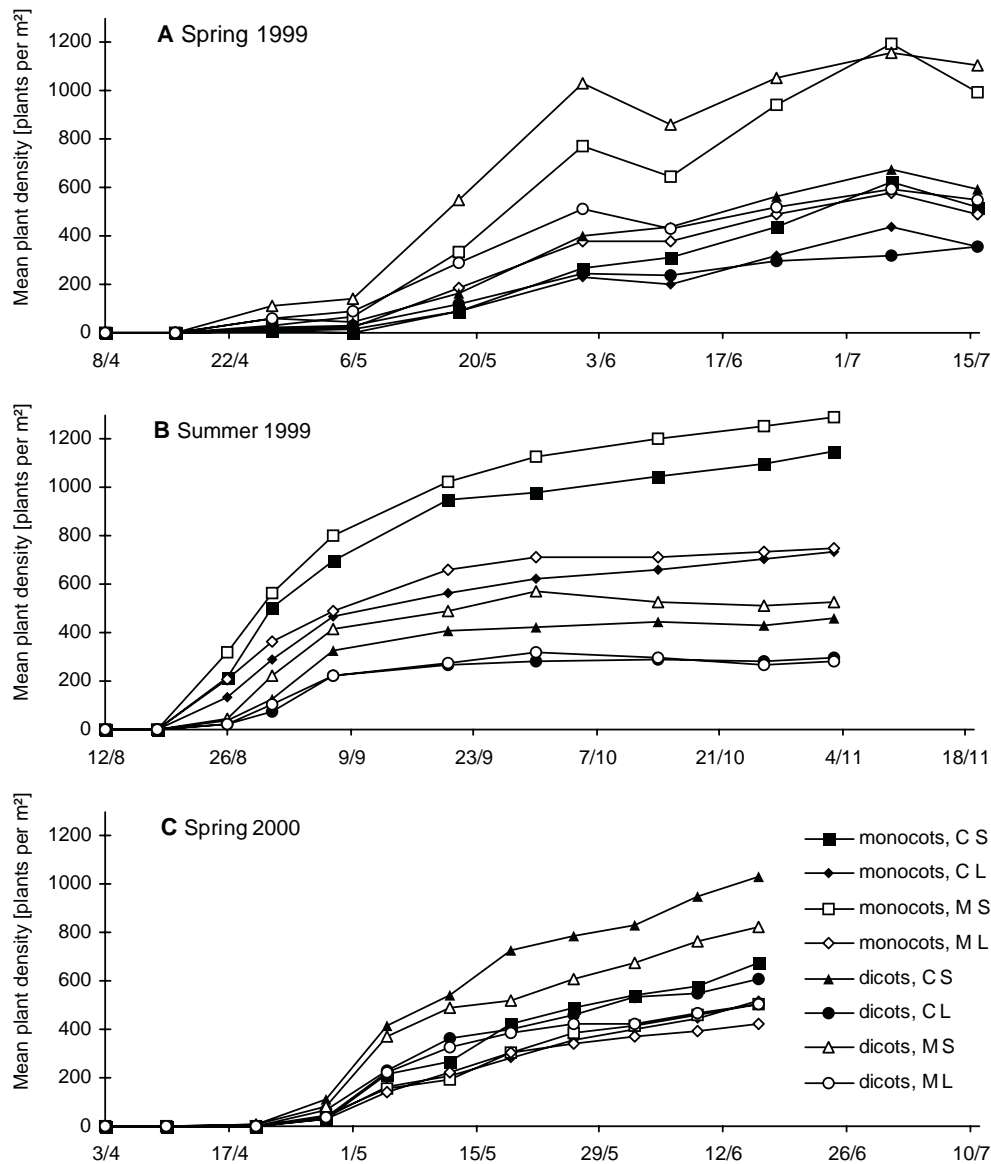 A Spring 1999
Mean plant density [plants per m²]
1200
1000
800
600
400
200
0
8/4 22/4 6/5 20/5 3/6 17/6 1/7 15/7
B Summer 1999
Mean plant density [plants per m²]
1200
1000
800
600
400
200
0
12/8 26/8 9/9 23/9 7/10 21/10 4/11 18/11
C Spring 2000
Mean plant density [plants per m²]
1200
1000
800
600
400
200
0
3/4 17/4 1/5 15/5 29/5 12/6 26/6 10/7
monocots, C S
monocots, C L
monocots, M S
monocots, M L
dicots, C S
dicots, C L
dicots, M S
dicots, M L